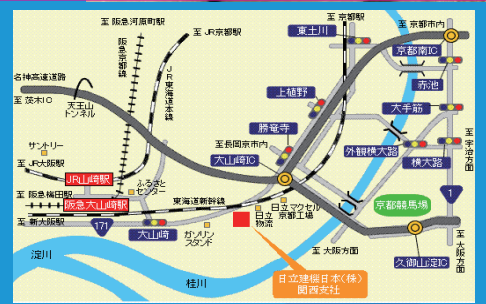 至 阪急河原町駅
至 JR京都駅
至 京都駅
至 京都市内
東土川
京都南IC
阪急京都線
JR東海道本線
赤池
名神高速道路
至 茨木IC
天王山
トンネル
上植野
大手筋
勝竜寺
至長岡京市内
大山崎IC
外環横大路
横大路
至 宇治方面
サントリー
至 JR大阪駅
JR山崎駅
ふるさと
センター
至 阪急梅田駅
阪急大山崎駅
東海道新幹線
日立マクセル
京都工場
日立
物流
京都競馬場
1
至 新大阪駅
171
大山崎
ガソリン
スタンド
至 大阪方面
久御山淀IC
至 大阪方面
淀川
桂川
日立建機日本(株)
関西支社